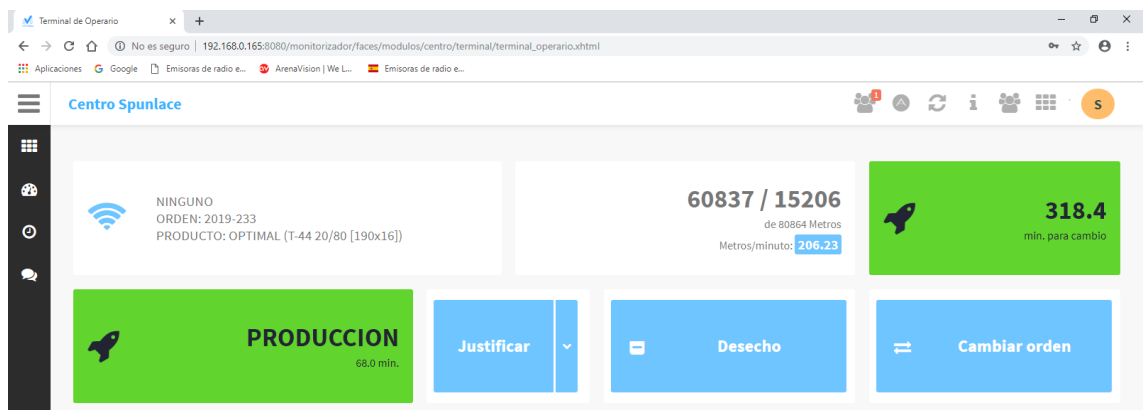 Terminal de Operario
No es seguro | 192.168.0.165:8080/monitorizador/faces/modulos/centro/terminal/terminal_operario.xhtml
Aplicaciones Google Emisoras de radio e... ArenaVision | We L... Emisoras de radio e...
Centro Spunlace 1 S
NINGUNO
ORDEN: 2019-233
PRODUCTO: OPTIMAL (T-44 20/80 [190x16])
60837 / 15206
de 80864 Metros
Metros/minuto: 206.23
318.4
min. para cambio
PRODUCCION
68.0 min.
Justificar
Desecho
Cambiar orden